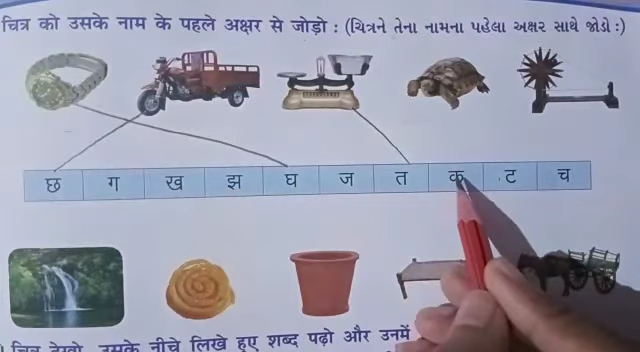 चित्र को उसके नाम के पहले अक्षर से जोड़ो : (ચિત્રને તેના નામના પહેલા અક્ષર સાથે જોડો :)
छ ग ख झ घ ज त क ट च
चित्र देखो, उसके नीचे लिखे हुए शब्द पढ़ो और उनमें